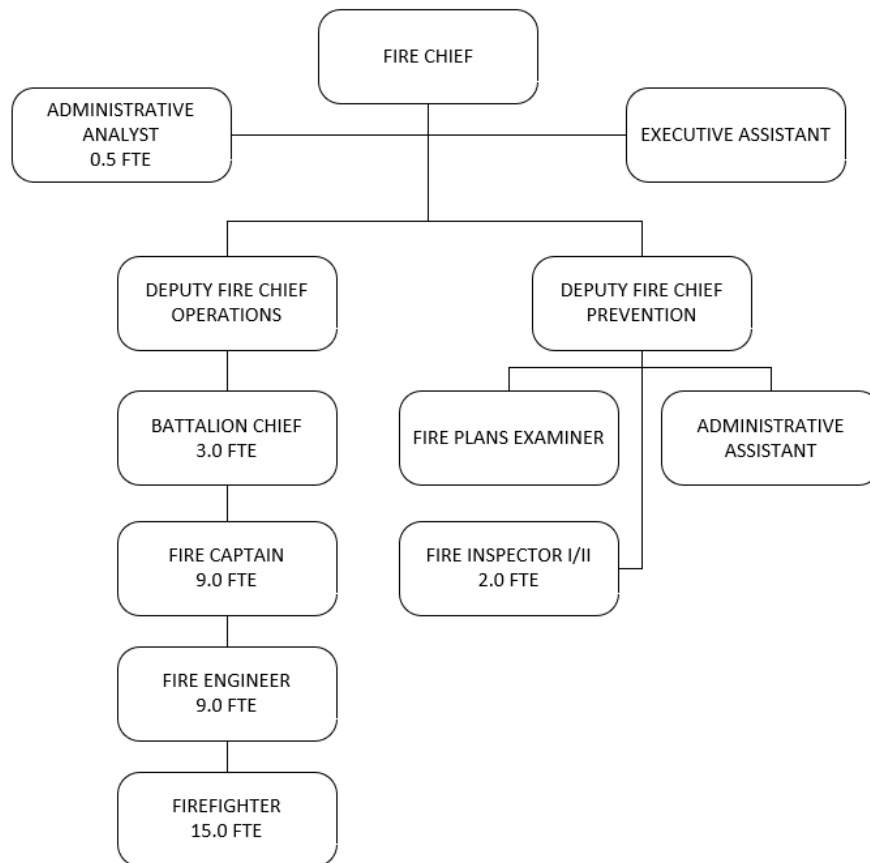 FIRE CHIEF
ADMINISTRATIVE
ANALYST
0.5 FTE
EXECUTIVE ASSISTANT
DEPUTY FIRE CHIEF
OPERATIONS
DEPUTY FIRE CHIEF
PREVENTION
BATTALION CHIEF
3.0 FTE
FIRE PLANS EXAMINER
ADMINISTRATIVE
ASSISTANT
FIRE CAPTAIN
9.0 FTE
FIRE INSPECTOR I/II
2.0 FTE
FIRE ENGINEER
9.0 FTE
FIREFIGHTER
15.0 FTE